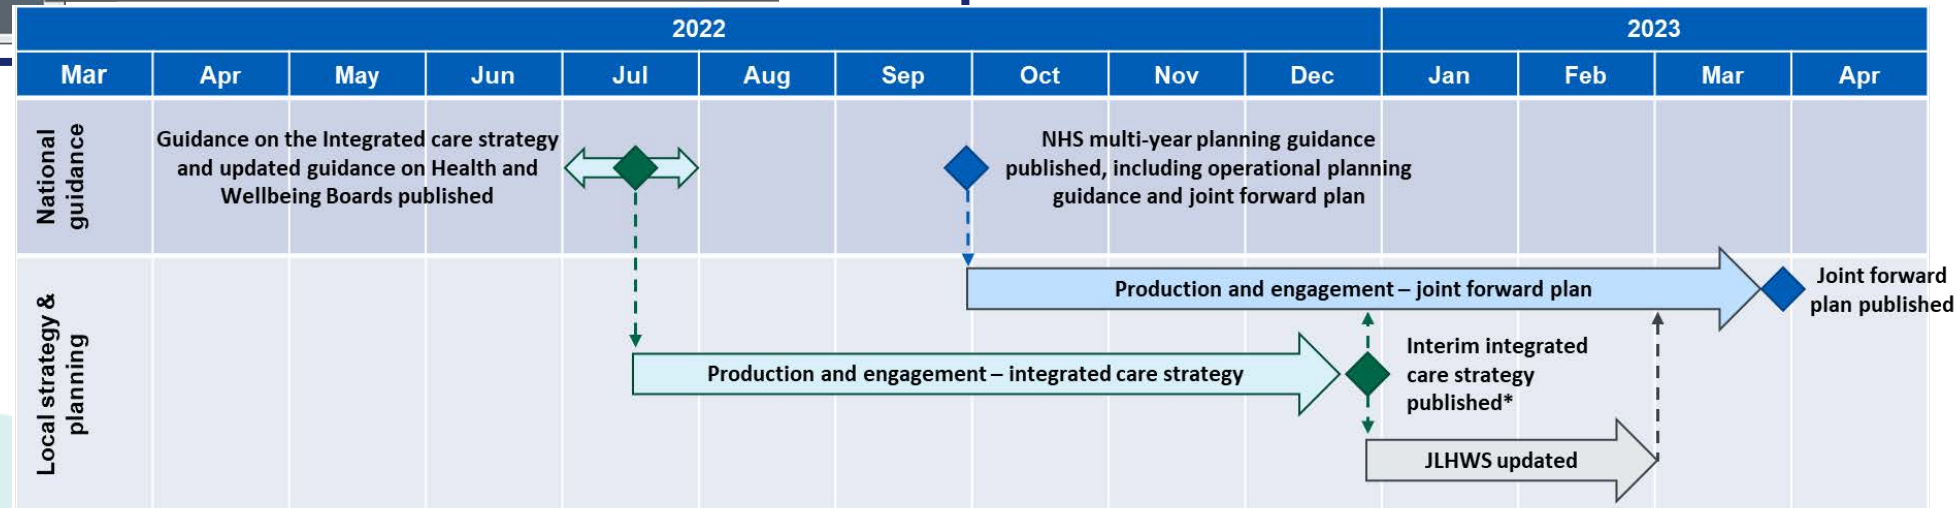 2022
2023
Mar
Apr
May
Jun
Jul
Aug
Sep
Oct
Nov
Dec
Jan
Feb
Mar
Apr
National
guidance
Guidance on the Integrated care strategy
and updated guidance on Health and
Wellbeing Boards published
NHS multi-year planning guidance
published, including operational planning
guidance and joint forward plan
Local strategy &
planning
Production and engagement – joint forward plan
Joint forward
plan published
Production and engagement – integrated care strategy
Interim integrated
care strategy
published*
JLHWS updated